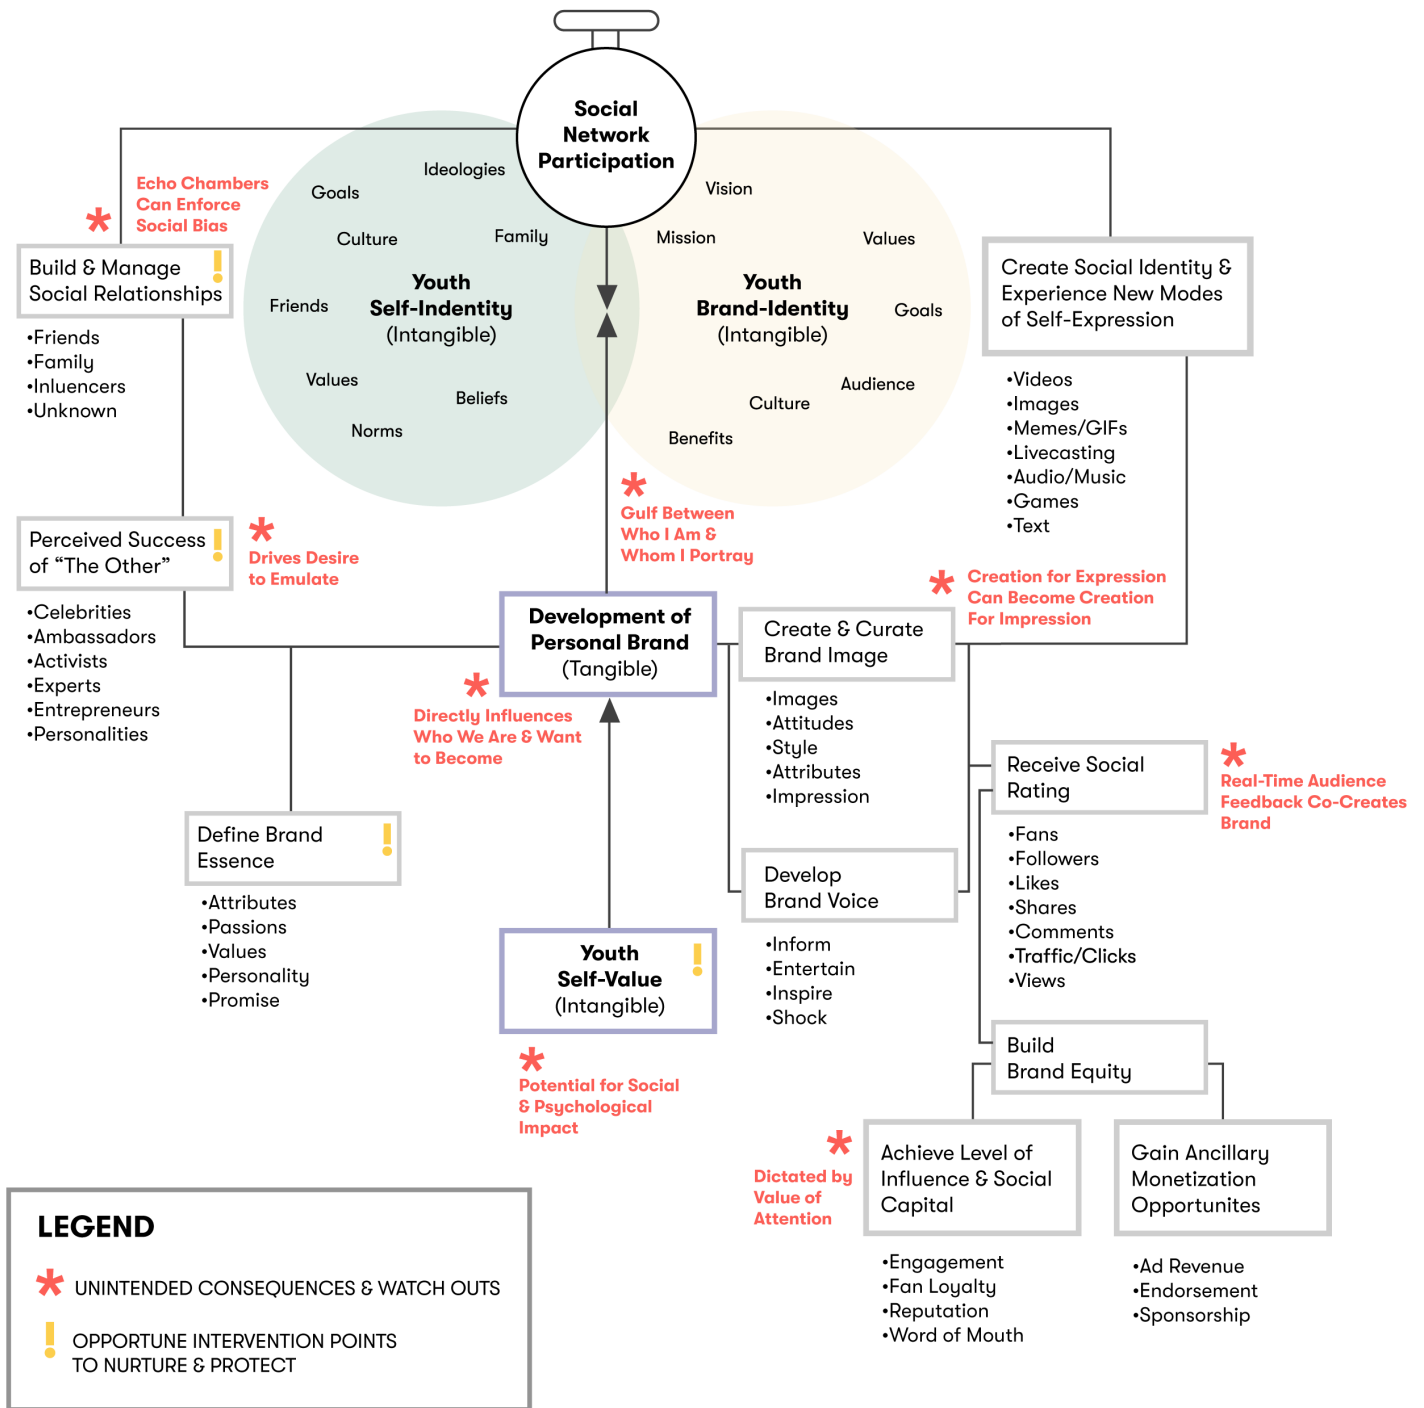 Social
Network
Participation
Echo Chambers
Can Enforce
Social Bias
Build & Manage
Social Relationships
•Friends
•Family
•Inluencers
•Unknown
Ideologies
Goals
Culture
Family
Youth
Self-Indentity
(Intangible)
Friends
Values
Beliefs
Norms
Vision
Mission
Values
Youth
Brand-Identity
(Intangible)
Goals
Audience
Culture
Benefits
Create Social Identity &
Experience New Modes
of Self-Expression
•Videos
•Images
•Memes/GIFs
•Livecasting
•Audio/Music
•Games
•Text
Gulf Between
Who I Am &
Whom I Portray
Perceived Success
of “The Other”
Drives Desire
to Emulate
•Celebrities
•Ambassadors
•Activists
•Experts
•Entrepreneurs
•Personalities
Development of
Personal Brand
(Tangible)
Directly Influences
Who We Are & Want
to Become
Create & Curate
Brand Image
•Images
•Attitudes
•Style
•Attributes
•Impression
Creation for Expression
Can Become Creation
For Impression
Receive Social
Rating
Real-Time Audience
Feedback Co-Creates
Brand
•Fans
•Followers
•Likes
•Shares
•Comments
•Traffic/Clicks
•Views
Define Brand
Essence
•Attributes
•Passions
•Values
•Personality
•Promise
Develop
Brand Voice
•Inform
•Entertain
•Inspire
•Shock
Youth
Self-Value
(Intangible)
Potential for Social
& Psychological
Impact
Build
Brand Equity
Dictated by
Value of
Attention
Achieve Level of
Influence & Social
Capital
•Engagement
•Fan Loyalty
•Reputation
•Word of Mouth
Gain Ancillary
Monetization
Opportunites
•Ad Revenue
•Endorsement
•Sponsorship
LEGEND
* UNINTENDED CONSEQUENCES & WATCH OUTS
! OPPORTUNE INTERVENTION POINTS
TO NURTURE & PROTECT